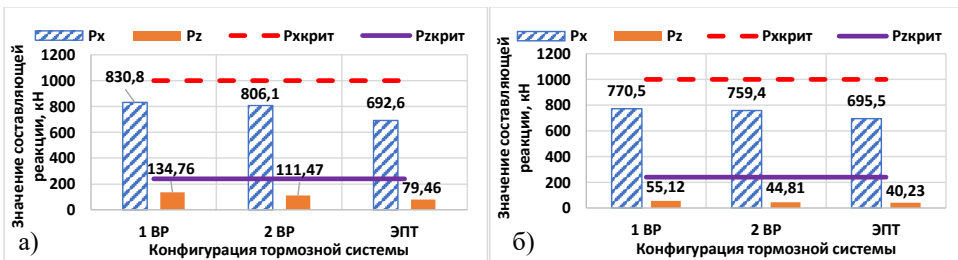 Px Pz Pxкрит Pzкрит
Значение составляющей
реакции, кН
1200
1000
800
600
400
200
0
830,8
806,1
692,6
134,76
111,47
79,46
1 ВР 2 ВР ЭПТ
Конфигурация тормозной системы
а)
Px Pz Pxкрит Pzкрит
Значение составляющей
реакции, кН
1200
1000
800
600
400
200
0
770,5
759,4
695,5
55,12
44,81
40,23
1 ВР 2 ВР ЭПТ
Конфигурация тормозной системы
б)